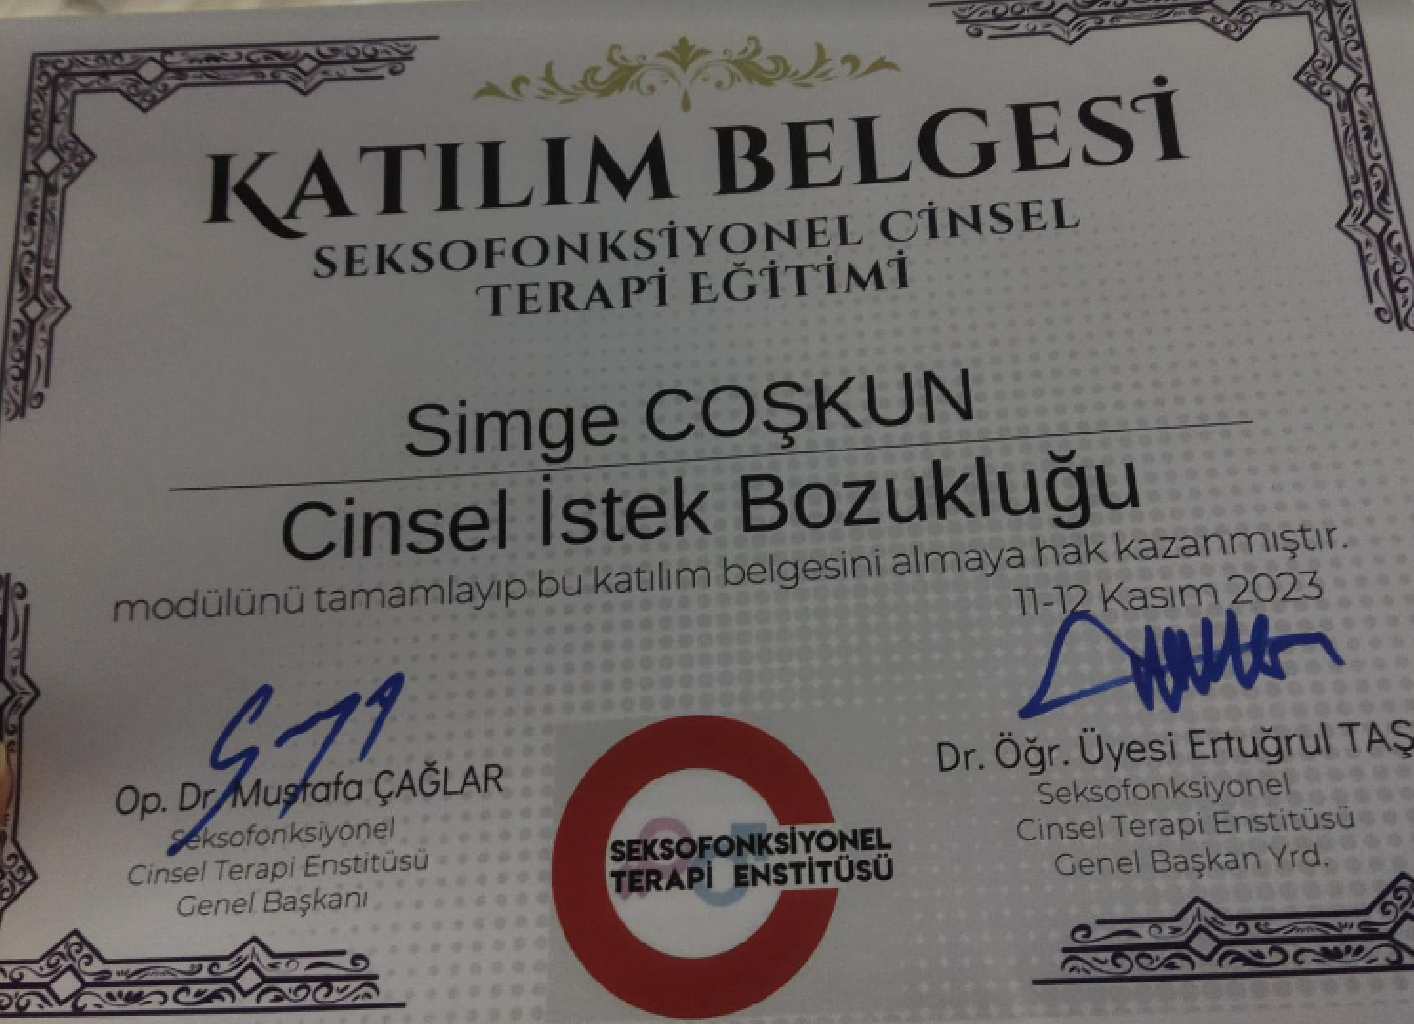 KATILIM BELGESİ
SEKSOFONKSİYONEL CİNSEL
TERAPİ EĞİTİMİ
Simge COŞKUN
Cinsel İstek Bozukluğu
modülünü tamamlayıp bu katılım belgesini almaya hak kazanmıştır.
11-12 Kasım 2023
Op. Dr. Mustafa ÇAĞLAR
Seksofonksiyonel
Cinsel Terapi Enstitüsü
Genel Başkanı
SEKSOFONKSİYONEL
TERAPİ ENSTİTÜSÜ
Dr. Öğr. Üyesi Ertuğrul TAŞ
Seksofonksiyonel
Cinsel Terapi Enstitüsü
Genel Başkan Yrd.